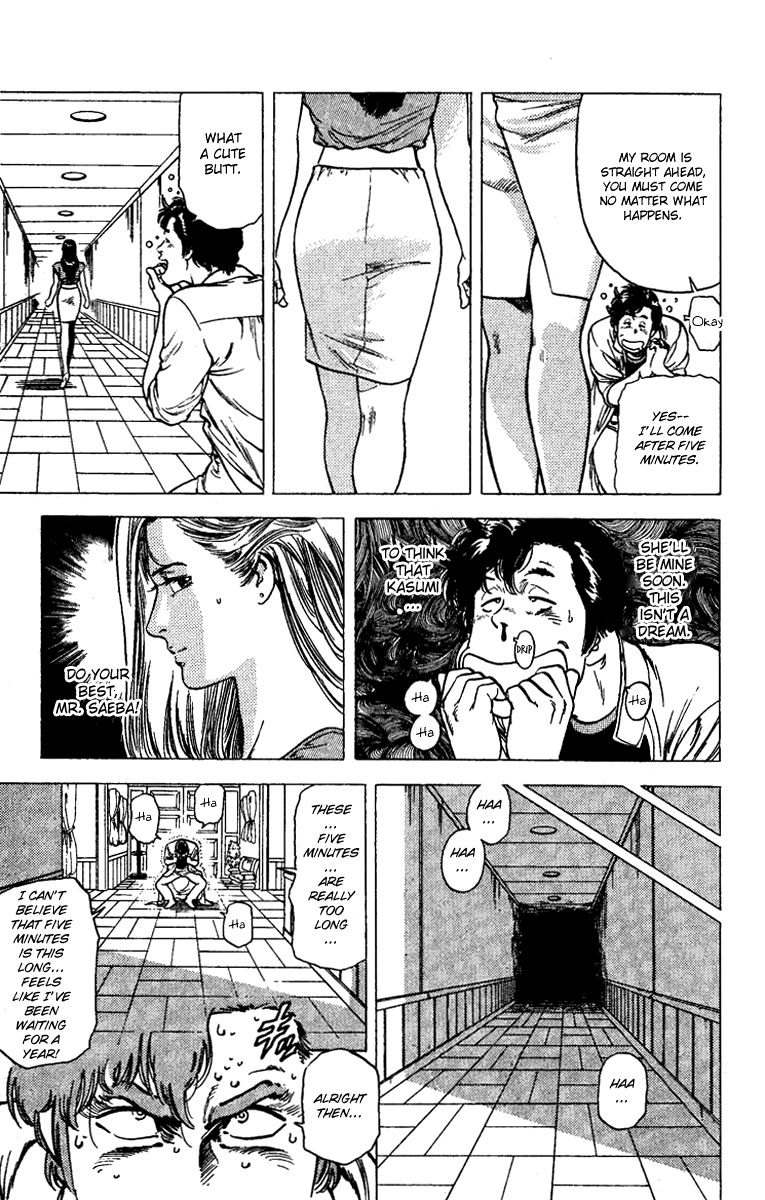 MY ROOM IS
STRAIGHT AHEAD,
YOU MUST COME
NO MATTER WHAT
HAPPENS.
Okay
YES--
I'LL COME
AFTER FIVE
MINUTES.
WHAT
A CUTE
BUTT.
SHE'LL
BE MINE
SOON.
THIS
ISN'T A
DREAM.
TO THINK
THAT
KASUMI
....
DRIP
Ha
Ha
Ha
DO YOUR
BEST,
MR. SAEBA!
HAA
...
HAA
...
HAA
...
THESE
...
FIVE
MINUTES
...
ARE
REALLY
TOO
LONG
...
Ha
Ha
Ha
I CAN'T
BELIEVE
THAT FIVE
MINUTES
IS THIS
LONG...
FEELS
LIKE I'VE
BEEN
WAITING
FOR A
YEAR!
ALRIGHT
THEN...